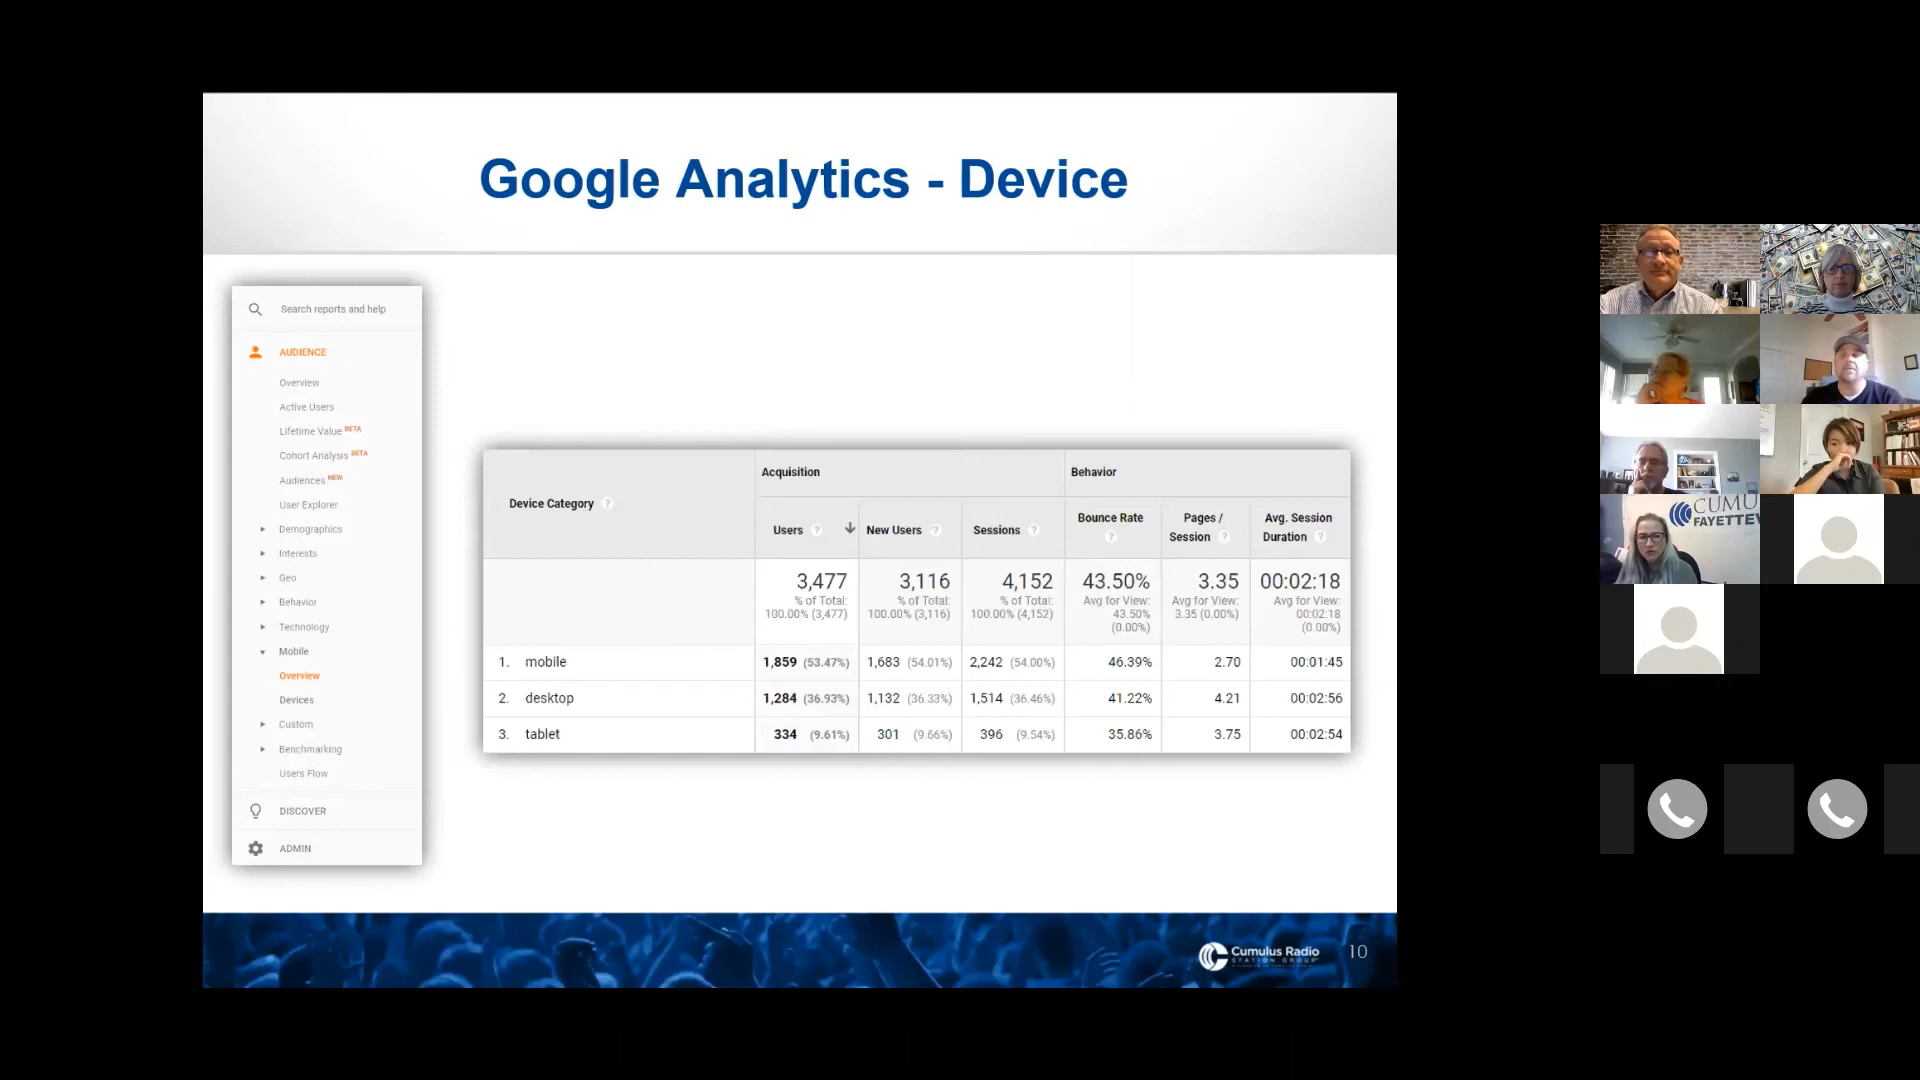 Google Analytics - Device
Search reports and help
AUDIENCE
Overview
Active Users
Lifetime Value BETA
Cohort Analysis BETA
Audiences NEW
User Explorer
Demographics
Interests
Geo
Behavior
Technology
Mobile
Overview
Devices
Custom
Benchmarking
Users Flow
DISCOVER
ADMIN
Device Category ?
Acquisition
Behavior
Users ?
New Users ?
Sessions ?
Bounce Rate ?
Pages / Session ?
Avg. Session Duration ?
3,477 3,116 4,152 43.50% 3.35 00:02:18
% of Total: % of Total: % of Total: Avg for View: Avg for View: Avg for View:
100.00% (3,477) 100.00% (3,116) 100.00% (4,152) 43.50% 3.35 (0.00%) 00:02:18
(0.00%) (0.00%)
1. mobile 1,859 (53.47%) 1,683 (54.01%) 2,242 (54.00%) 46.39% 2.70 00:01:45
2. desktop 1,284 (36.93%) 1,132 (36.33%) 1,514 (36.46%) 41.22% 4.21 00:02:56
3. tablet 334 (9.61%) 301 (9.66%) 396 (9.54%) 35.86% 3.75 00:02:54
Cumulus Radio
STATION GROUP
10
CUMU
FAYETTEV